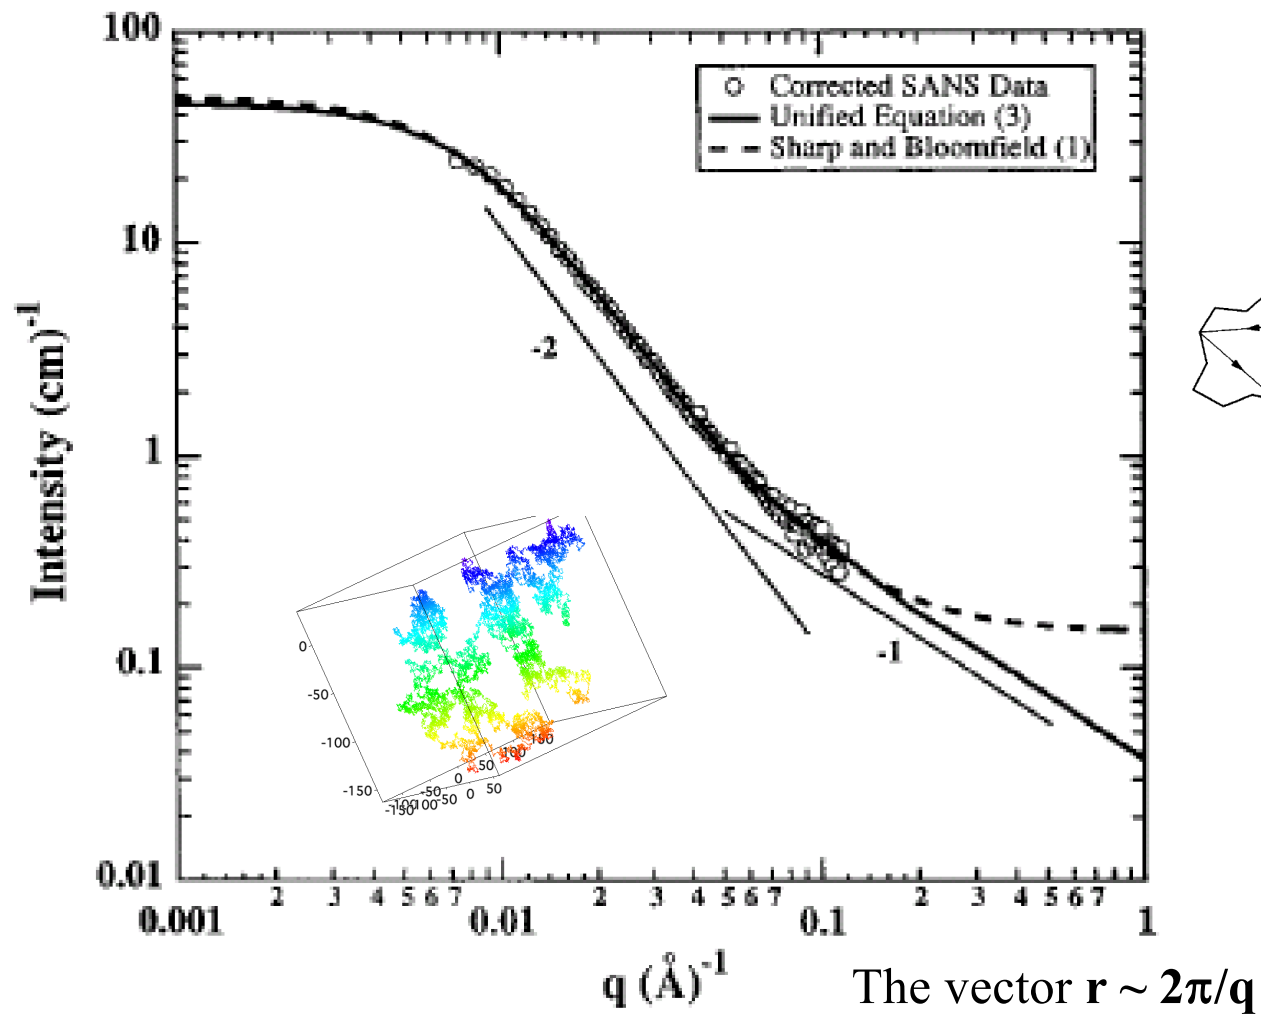 100
10
1
0.1
0.01
Intensity (cm)-1
Corrected SANS Data
Unified Equation (3)
Sharp and Bloomfield (1)
-2
-1
0
-50
-100
-150
-150
-100
-50
0
50
100
150
-100
-50
0
50
2 3 4 5 6 7 2 3 4 5 6 7 2 3 4 5 6 7
0.001 0.01 0.1 1
q (Å)-1
The vector r ~ 2π/q